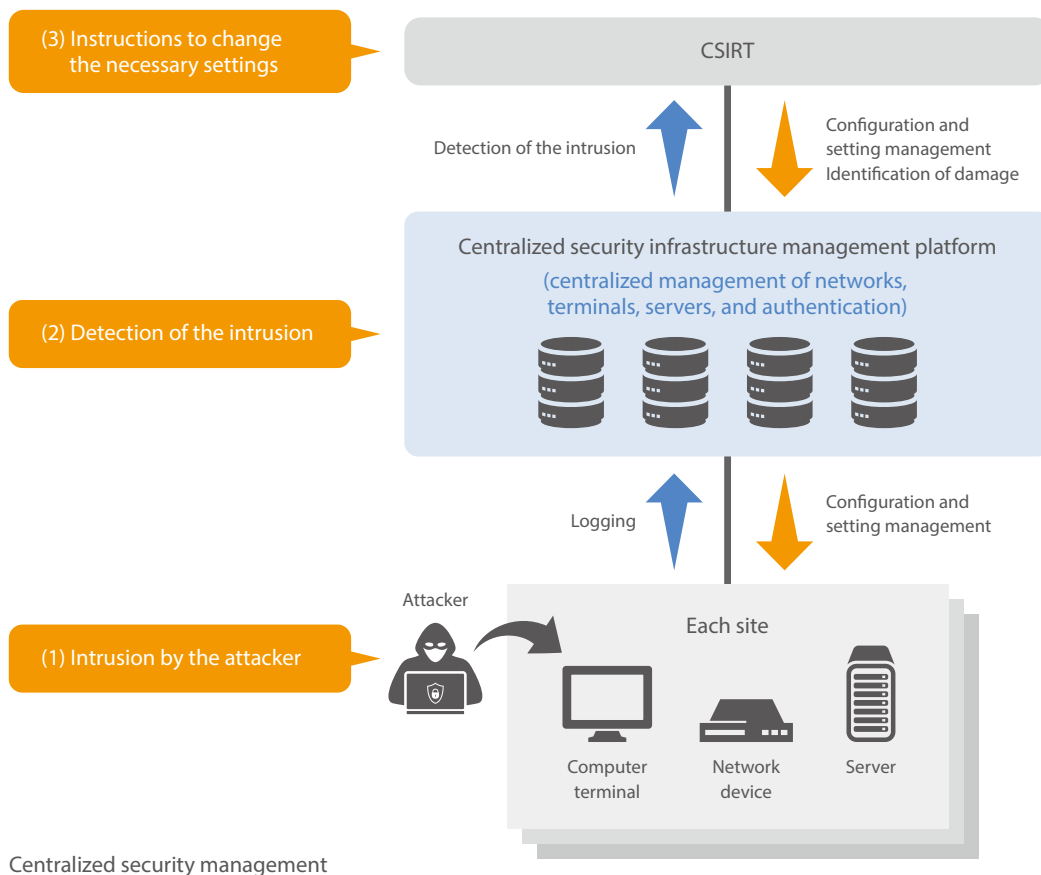 (3) Instructions to change
the necessary settings
CSIRT
Detection of the intrusion
Configuration and
setting management
Identification of damage
Centralized security infrastructure management platform
(centralized management of networks,
terminals, servers, and authentication)
(2) Detection of the intrusion
Logging
Configuration and
setting management
Attacker
Each site
(1) Intrusion by the attacker
Computer
terminal
Network
device
Server
Centralized security management